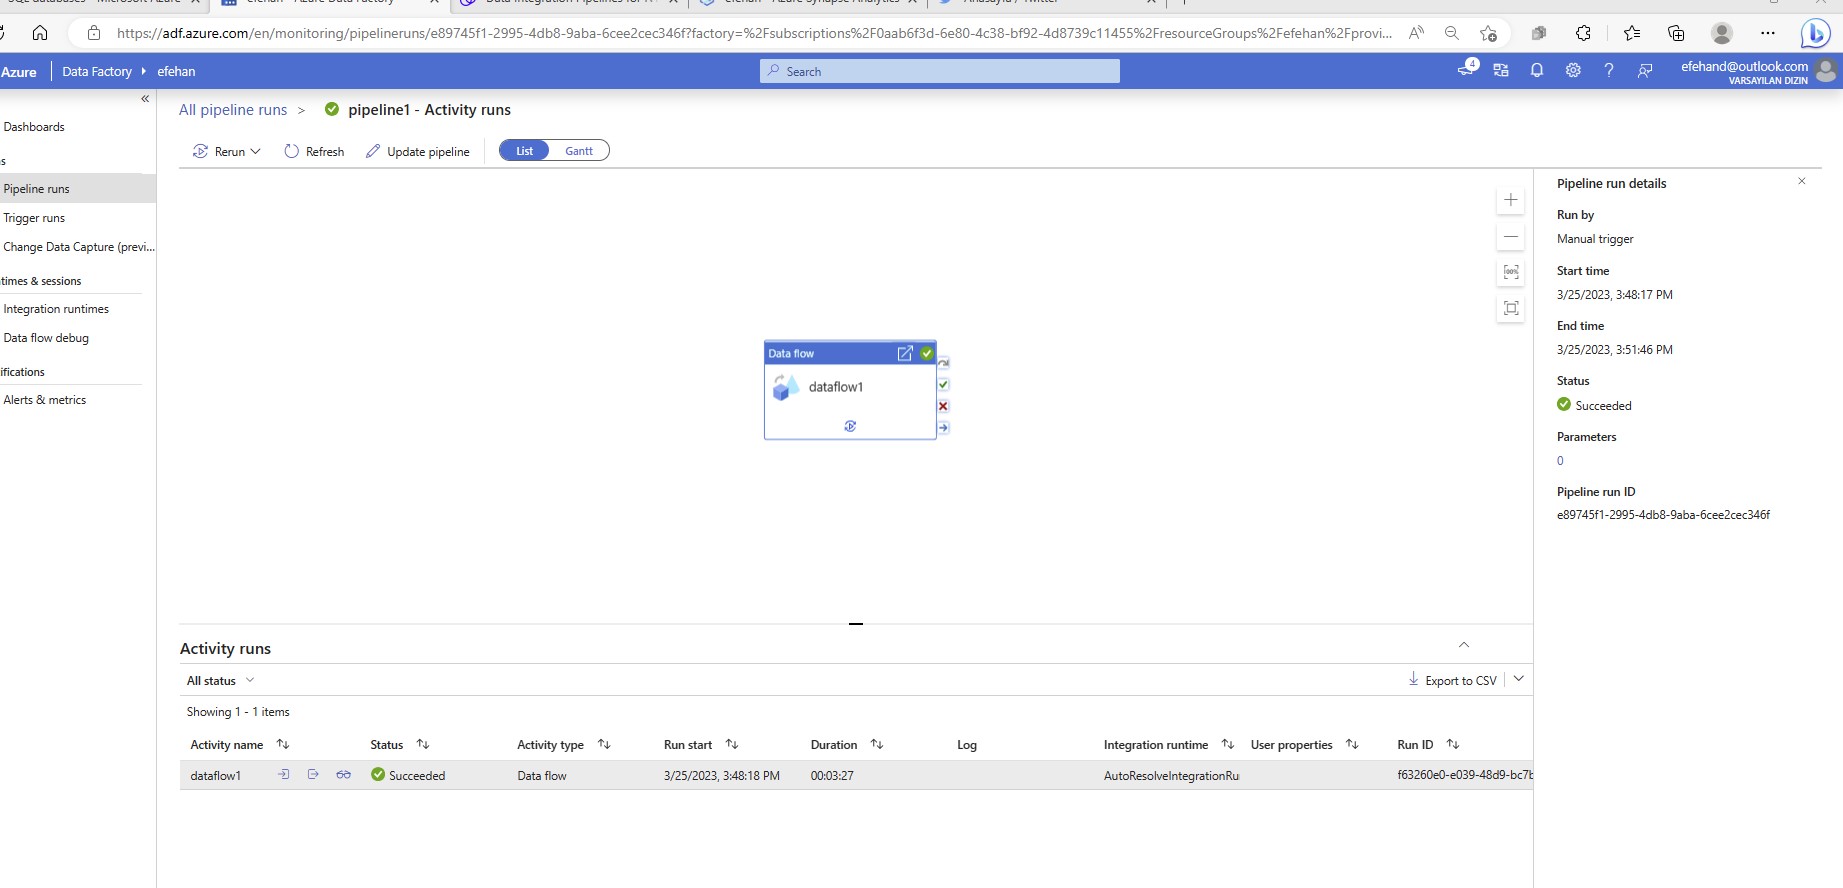 https://adf.azure.com/en/monitoring/pipelineruns/e89745f1-2995-4db8-9aba-6cee2cec346f?factory=%2Fsubscriptions%2F0aab6f3d-6e80-4c38-bf92-4d8739c11455%2FresourceGroups%2Fefehan%2Fprovi...
Azure Data Factory efehan Search 4 efehand@outlook.com
VARSAYILAN DIZIN
All pipeline runs > pipeline1 - Activity runs
Dashboards
Rerun Refresh Update pipeline List Gantt
Pipeline runs
Trigger runs
Change Data Capture (previ...
times & sessions
Integration runtimes
Data flow debug
ifications
Alerts & metrics
Data flow
dataflow1
Pipeline run details
Run by
Manual trigger
Start time
3/25/2023, 3:48:17 PM
End time
3/25/2023, 3:51:46 PM
Status
Succeeded
Parameters
0
Pipeline run ID
e89745f1-2995-4db8-9aba-6cee2cec346f
Activity runs
All status Export to CSV
Showing 1 - 1 items
Activity name Status Activity type Run start Duration Log Integration runtime User properties Run ID
dataflow1 Succeeded Data flow 3/25/2023, 3:48:18 PM 00:03:27 AutoResolveIntegrationRu f63260e0-e039-48d9-bc7b